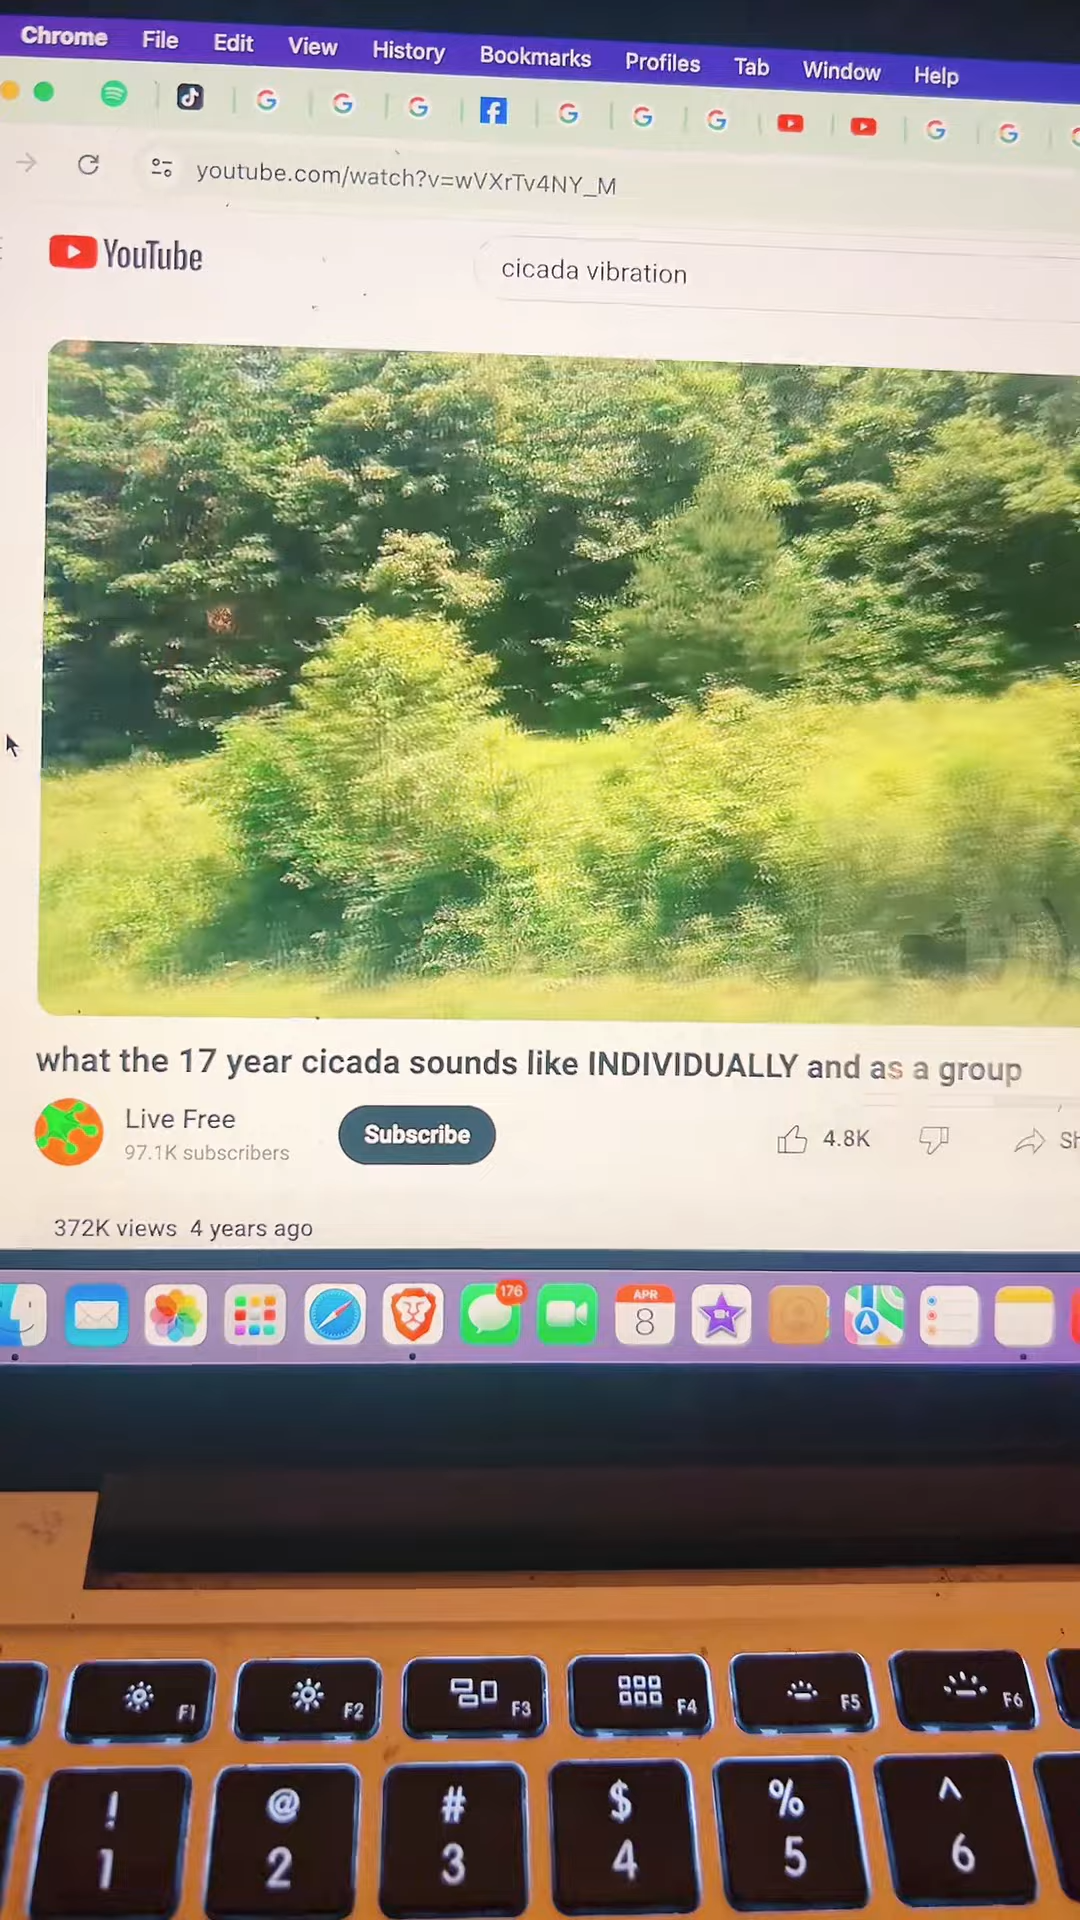 Chrome File Edit View History Bookmarks Profiles Tab Window Help
youtube.com/watch?v=wVXrTv4NY_M
YouTube
cicada vibration
what the 17 year cicada sounds like INDIVIDUALLY and as a group
Live Free
97.1K subscribers
Subscribe
4.8K
372K views 4 years ago
176
APR
8
F1 F2 F3 F4 F5 F6
! @ # $ % ^
1 2 3 4 5 6